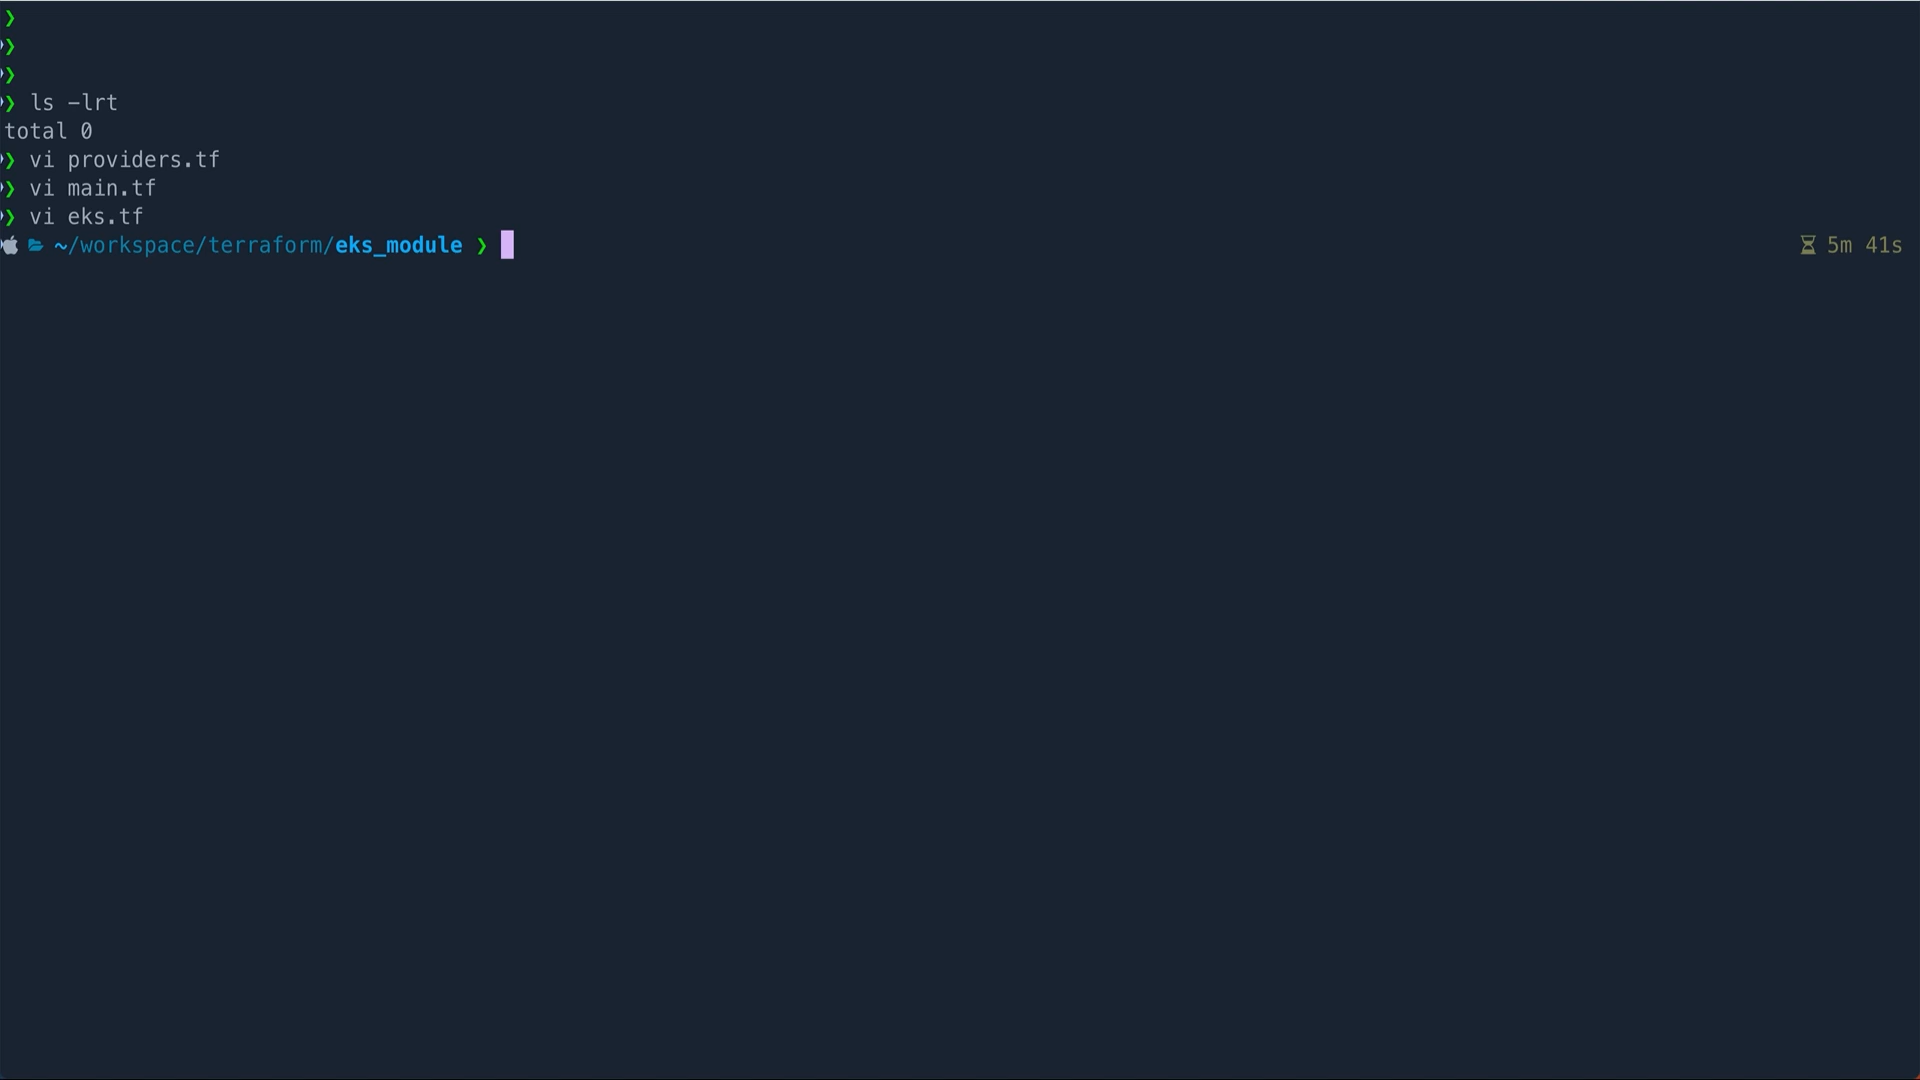 ❯
❯
❯
❯ ls -lrt
total 0
❯ vi providers.tf
❯ vi main.tf
❯ vi eks.tf
~/workspace/terraform/eks_module ❯ 5m 41s